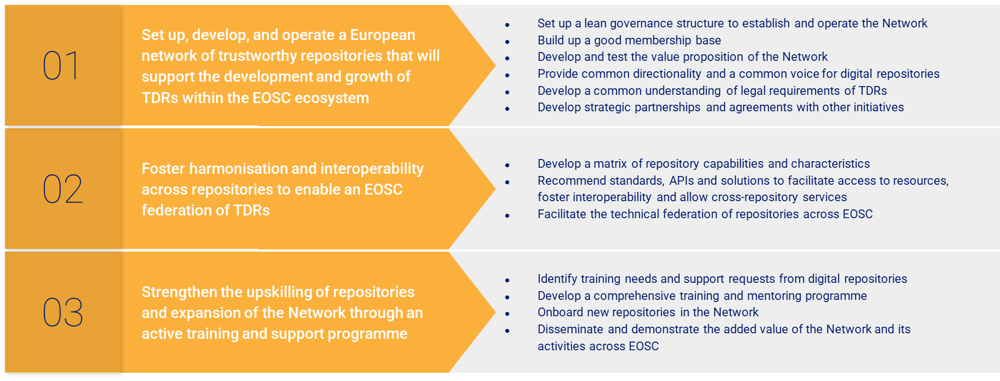 01
Set up, develop, and operate a European
network of trustworthy repositories that will
support the development and growth of
TDRs within the EOSC ecosystem
• Set up a lean governance structure to establish and operate the Network
• Build up a good membership base
• Develop and test the value proposition of the Network
• Provide common directionality and a common voice for digital repositories
• Develop a common understanding of legal requirements of TDRs
• Develop strategic partnerships and agreements with other initiatives
02
Foster harmonisation and interoperability
across repositories to enable an EOSC
federation of TDRs
• Develop a matrix of repository capabilities and characteristics
• Recommend standards, APIs and solutions to facilitate access to resources,
foster interoperability and allow cross-repository services
• Facilitate the technical federation of repositories across EOSC
03
Strengthen the upskilling of repositories
and expansion of the Network through an
active training and support programme
• Identify training needs and support requests from digital repositories
• Develop a comprehensive training and mentoring programme
• Onboard new repositories in the Network
• Disseminate and demonstrate the added value of the Network and its
activities across EOSC